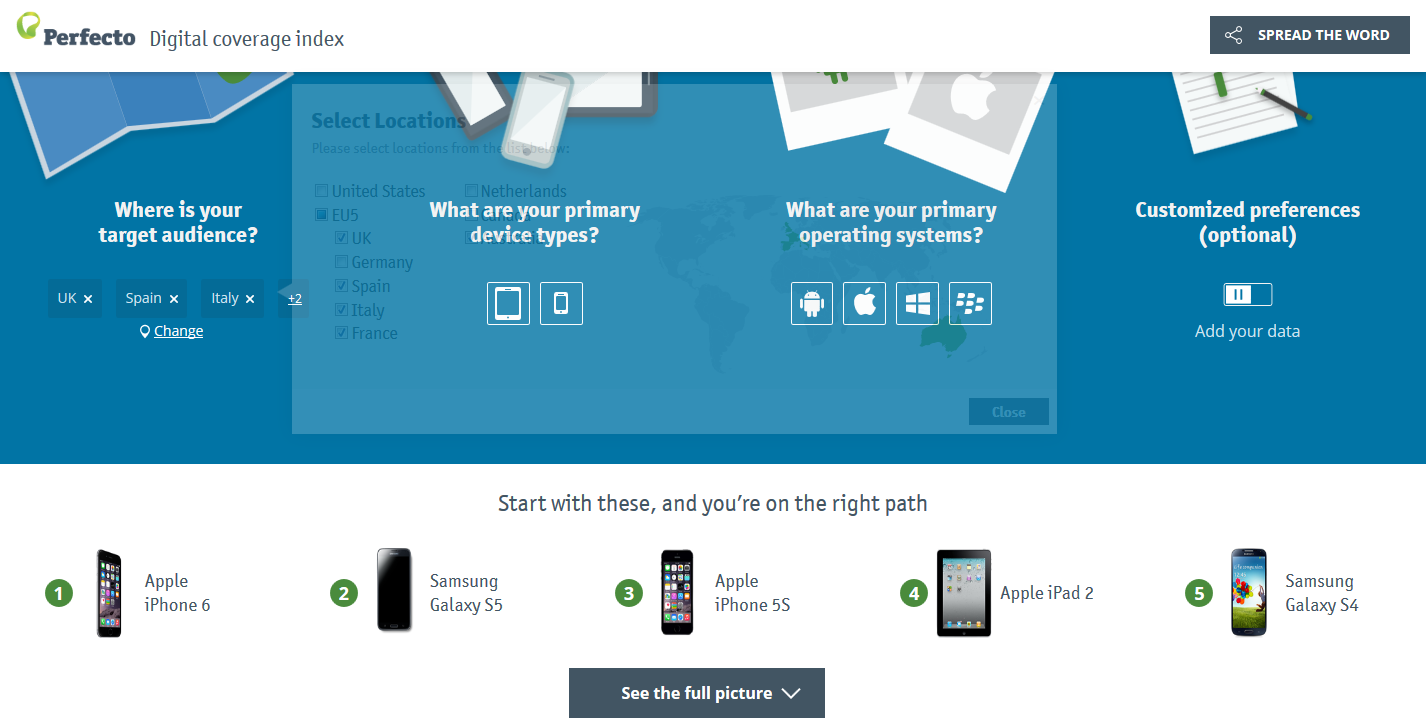 Perfecto Digital coverage index
SPREAD THE WORD
Select Locations
Please select locations from the list below:
United States
Netherlands
EU5
Canada
UK
Germany
Spain
Italy
France
Close
Where is your
target audience?
UK ×
Spain ×
Italy ×
+2
Change
What are your primary
device types?
What are your primary
operating systems?
Customized preferences
(optional)
Add your data
Start with these, and you’re on the right path
1
Apple
iPhone 6
2
Samsung
Galaxy S5
3
Apple
iPhone 5S
4
Apple iPad 2
5
Samsung
Galaxy S4
See the full picture